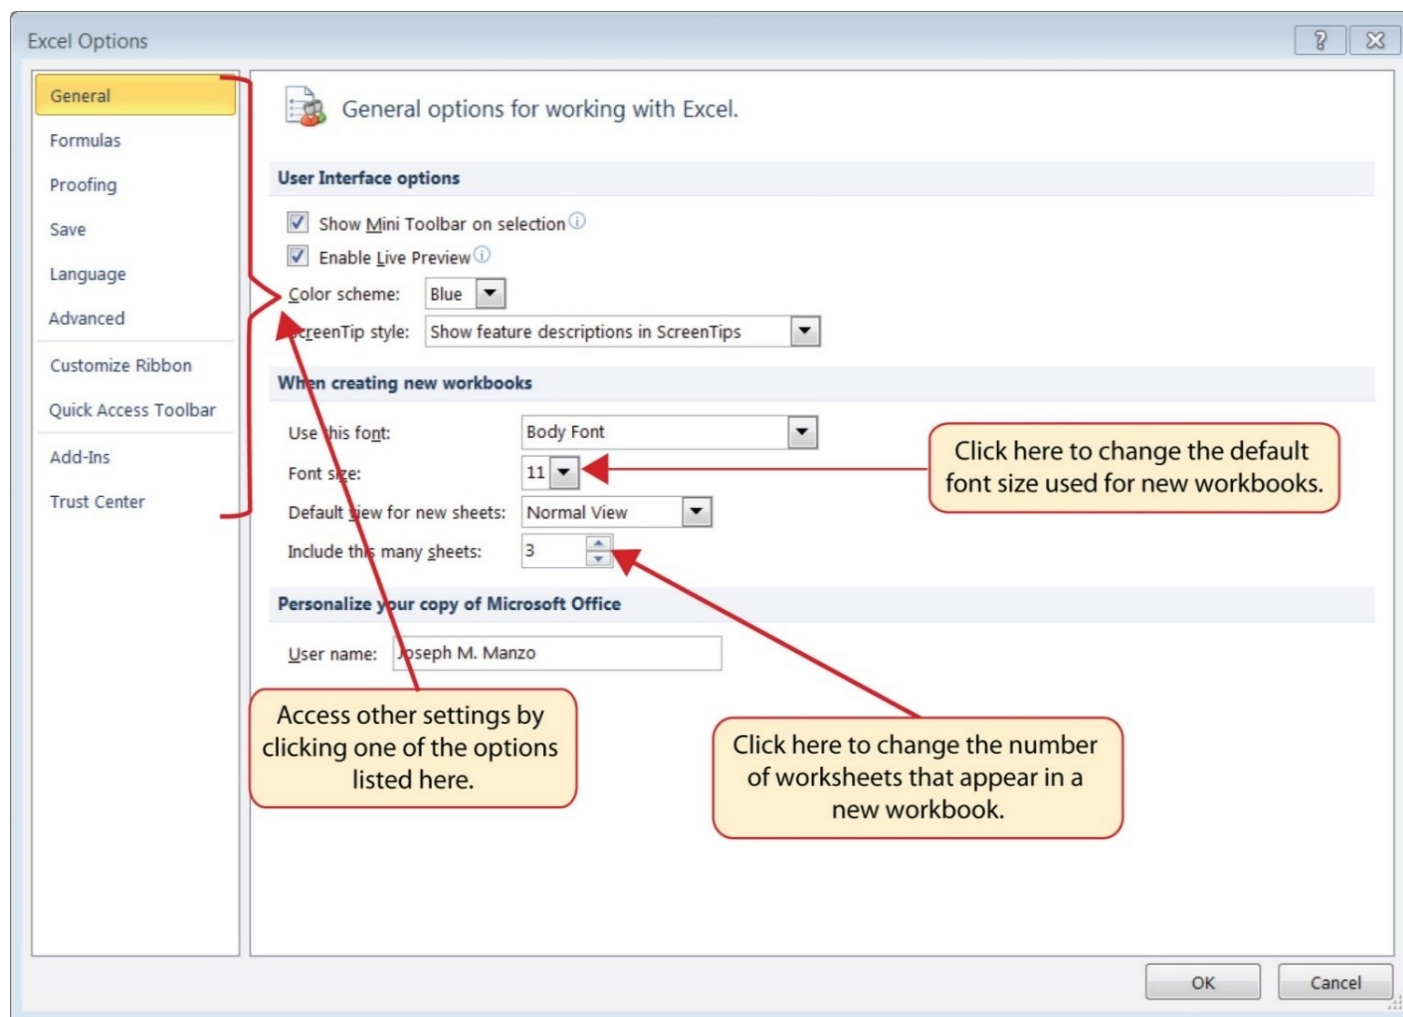 Excel Options
General
Formulas
Proofing
Save
Language
Advanced
Customize Ribbon
Quick Access Toolbar
Add-Ins
Trust Center
General options for working with Excel.
User Interface options
Show Mini Toolbar on selection
Enable Live Preview
Color scheme: Blue
ScreenTip style: Show feature descriptions in ScreenTips
When creating new workbooks
Use this font: Body Font
Font size: 11
Default view for new sheets: Normal View
Include this many sheets: 3
Personalize your copy of Microsoft Office
User name: Joseph M. Manzo
Click here to change the default
font size used for new workbooks.
Access other settings by
clicking one of the options
listed here.
Click here to change the number
of worksheets that appear in a
new workbook.
OK Cancel